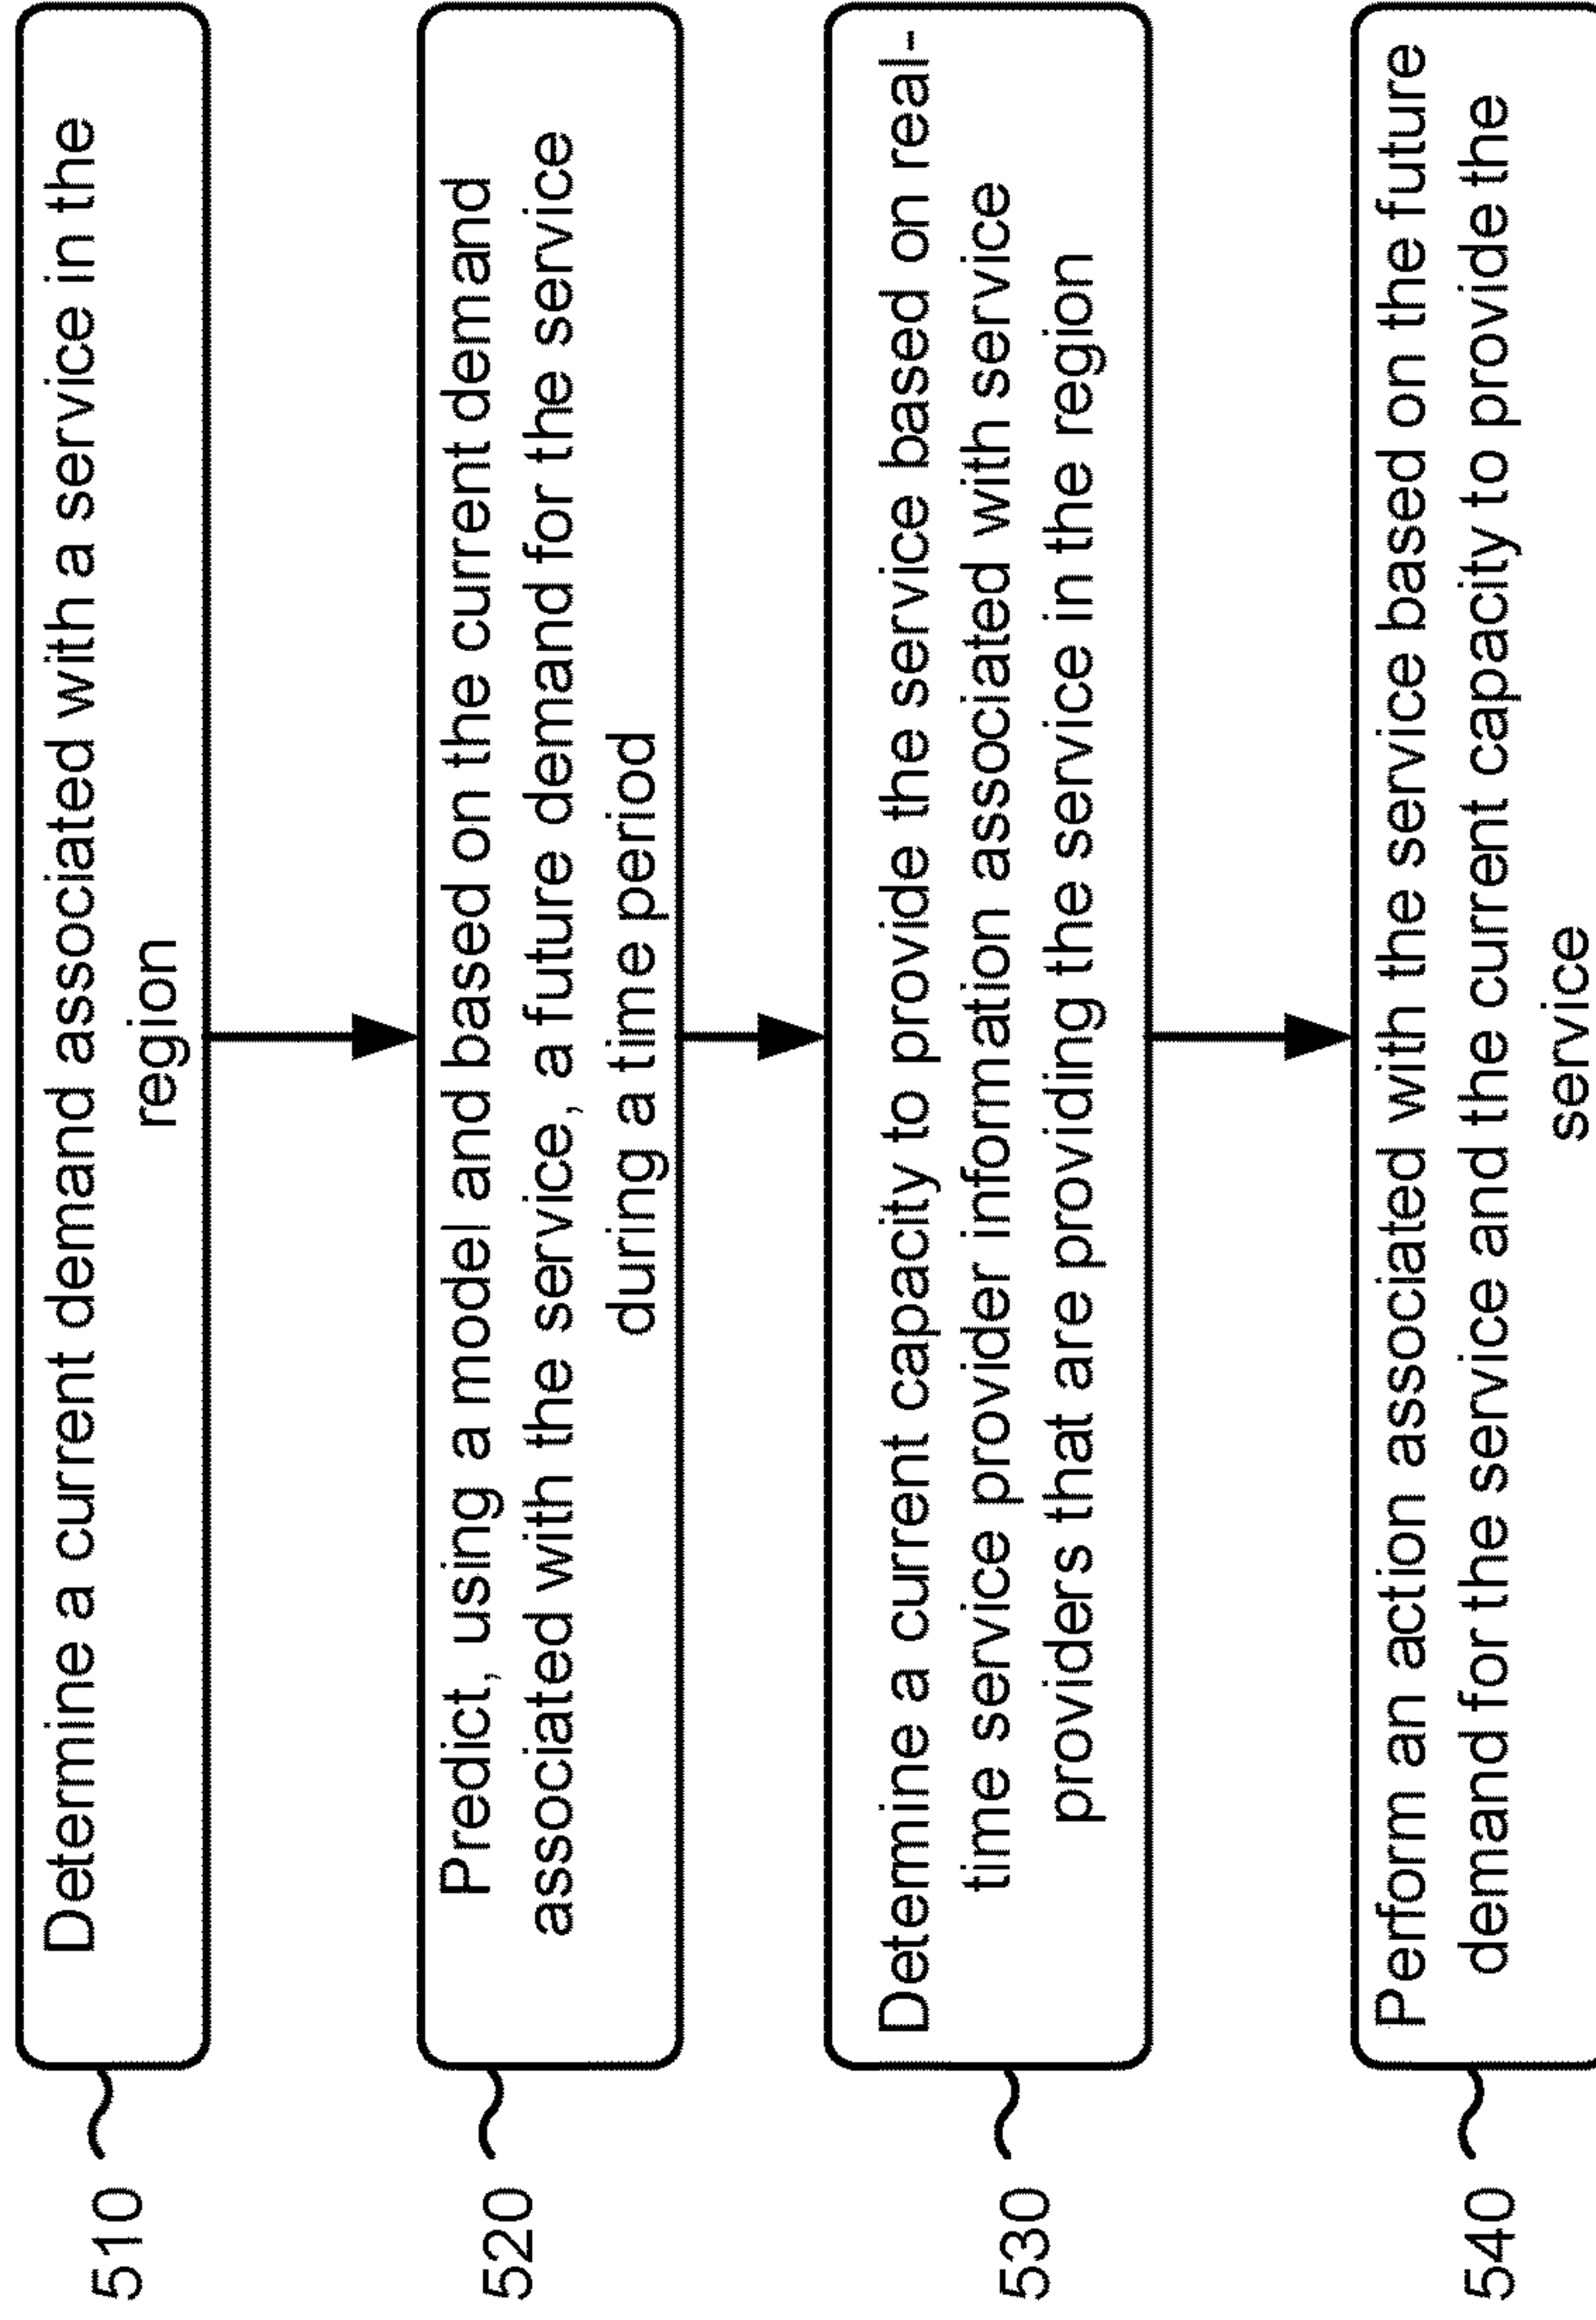 510
Determine a current demand associated with a service in the
region
520
Predict, using a model and based on the current demand
associated with the service, a future demand for the service
during a time period
530
Determine a current capacity to provide the service based on real-
time service provider information associated with service
providers that are providing the service in the region
540
Perform an action associated with the service based on the future
demand for the service and the current capacity to provide the
service